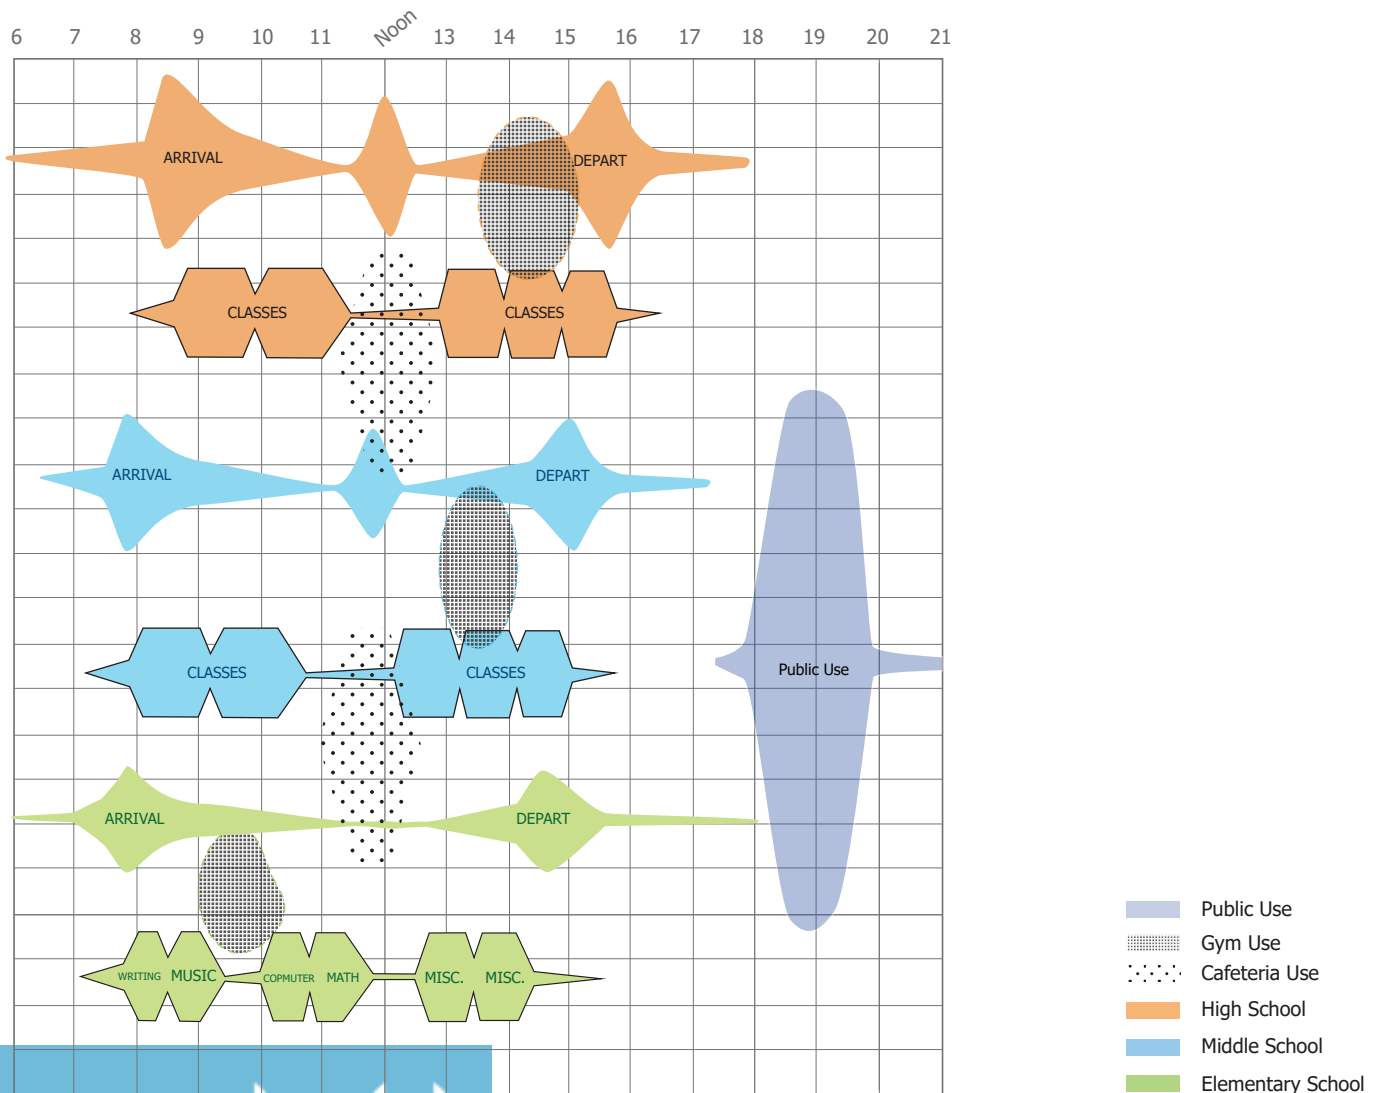 6 7 8 9 10 11 Noon 13 14 15 16 17 18 19 20 21
ARRIVAL DEPART
CLASSES CLASSES
ARRIVAL DEPART
CLASSES CLASSES Public Use
ARRIVAL DEPART
WRITING MUSIC COPMUTER MATH MISC. MISC.
Public Use
Gym Use
Cafeteria Use
High School
Middle School
Elementary School